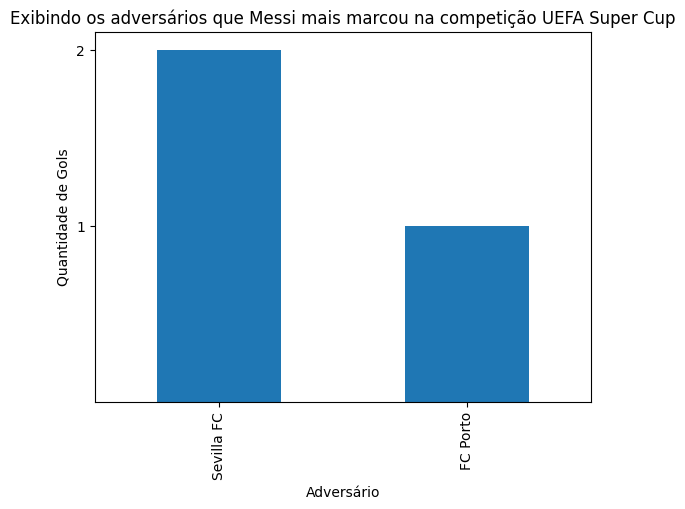 Exibindo os adversários que Messi mais marcou na competição UEFA Super Cup
2
1
Quantidade de Gols
Sevilla FC
FC Porto
Adversário